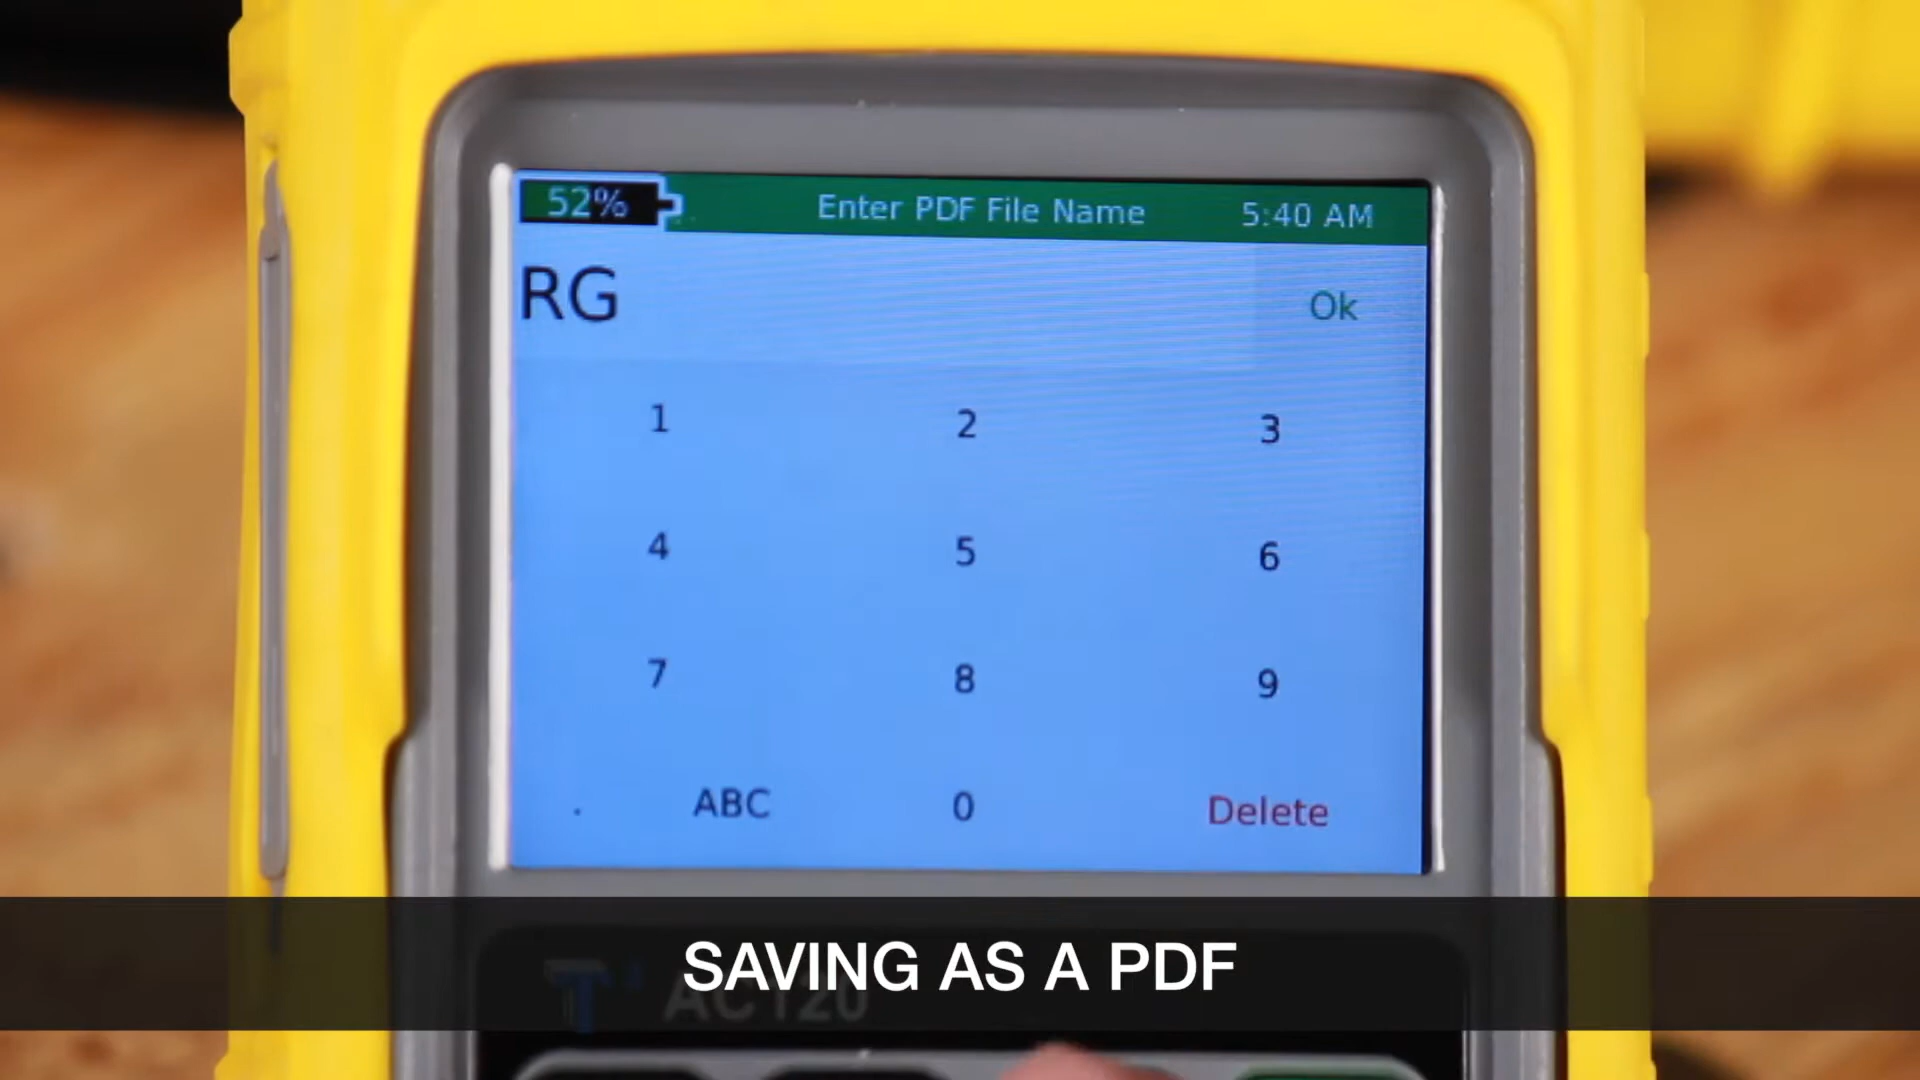 52% Enter PDF File Name 5:40 AM
RG Ok
1 2 3
4 5 6
7 8 9
. ABC 0 Delete
SAVING AS A PDF